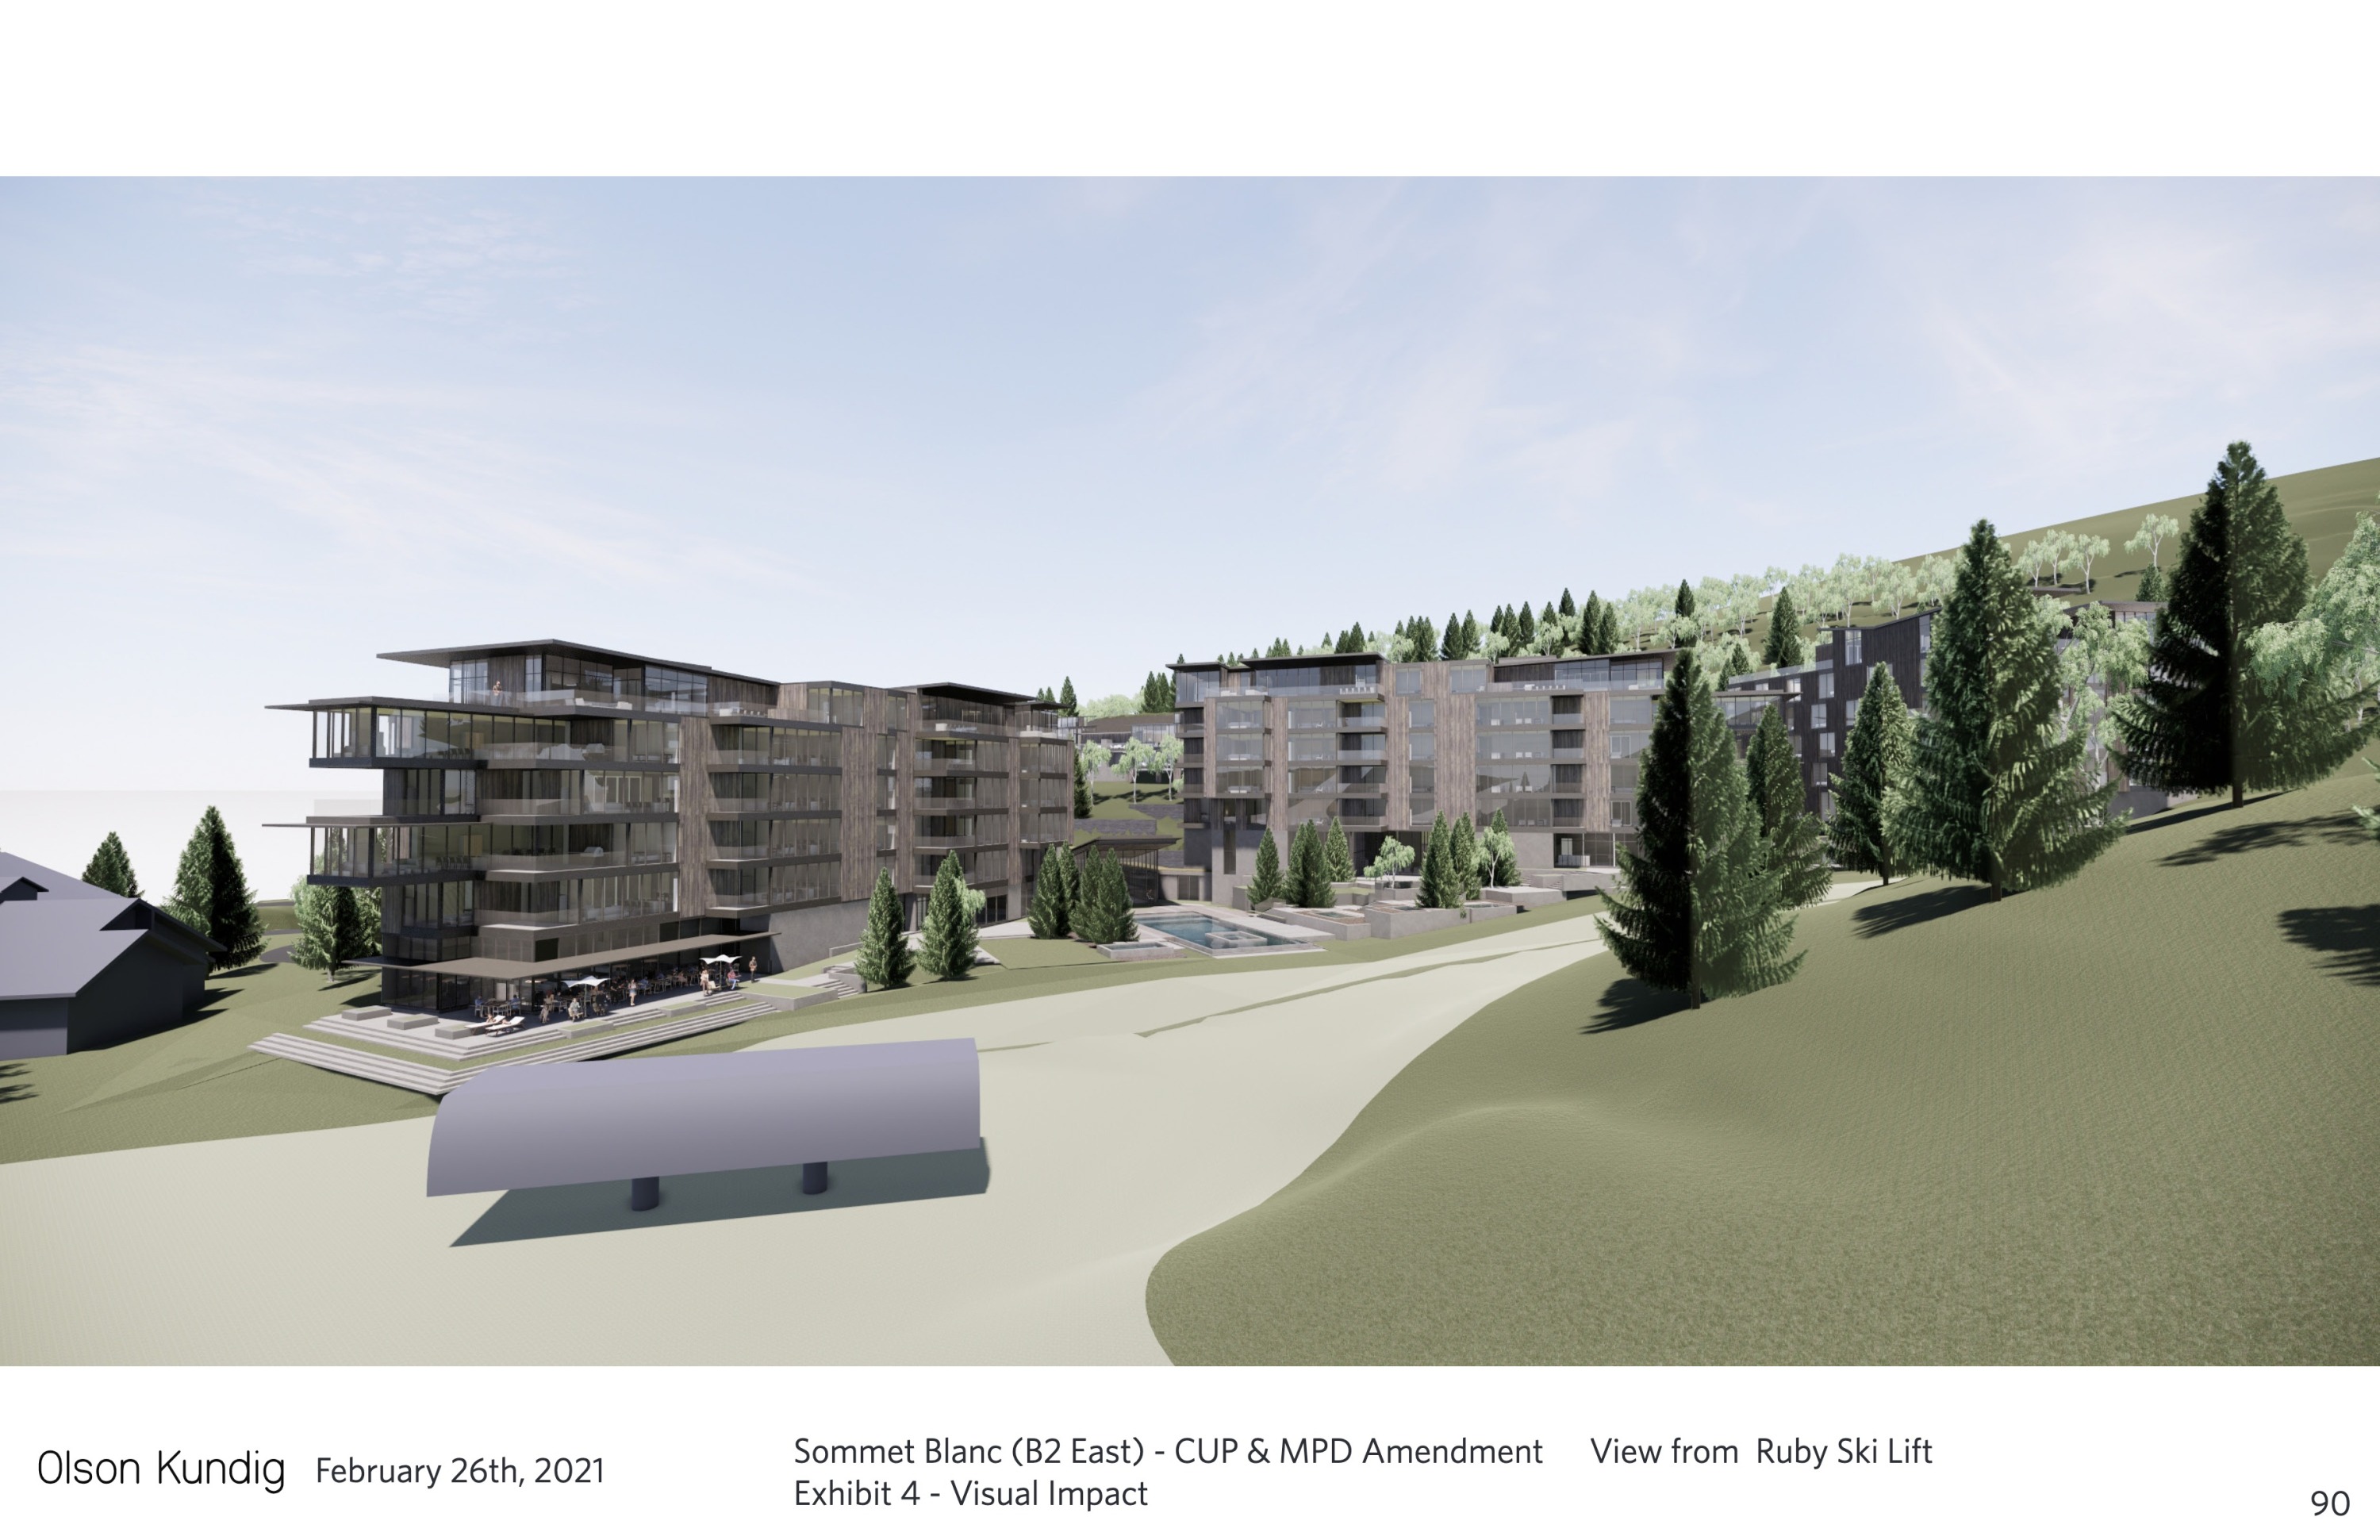 Olson Kundig February 26th, 2021
Sommet Blanc (B2 East) - CUP & MPD Amendment View from Ruby Ski Lift
Exhibit 4 - Visual Impact
90